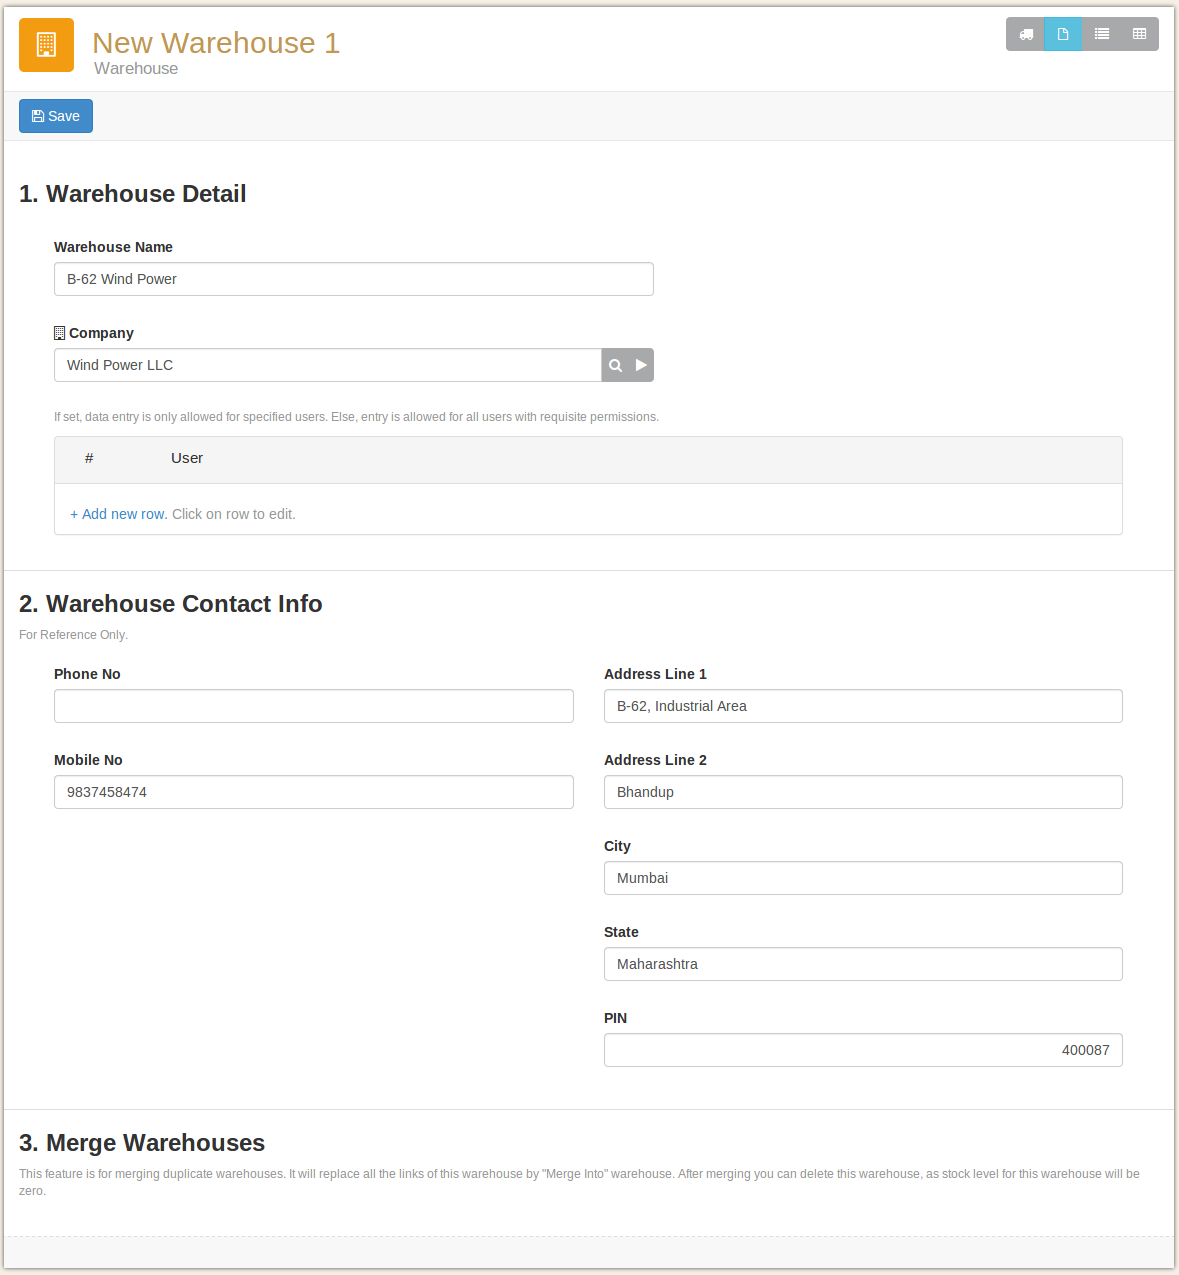 New Warehouse 1
Warehouse
Save
1. Warehouse Detail
Warehouse Name
B-62 Wind Power
Company
Wind Power LLC
If set, data entry is only allowed for specified users. Else, entry is allowed for all users with requisite permissions.
# User
+ Add new row. Click on row to edit.
2. Warehouse Contact Info
For Reference Only.
Phone No
Mobile No
9837458474
Address Line 1
B-62, Industrial Area
Address Line 2
Bhandup
City
Mumbai
State
Maharashtra
PIN
400087
3. Merge Warehouses
This feature is for merging duplicate warehouses. It will replace all the links of this warehouse by "Merge Into" warehouse. After merging you can delete this warehouse, as stock level for this warehouse will be
zero.